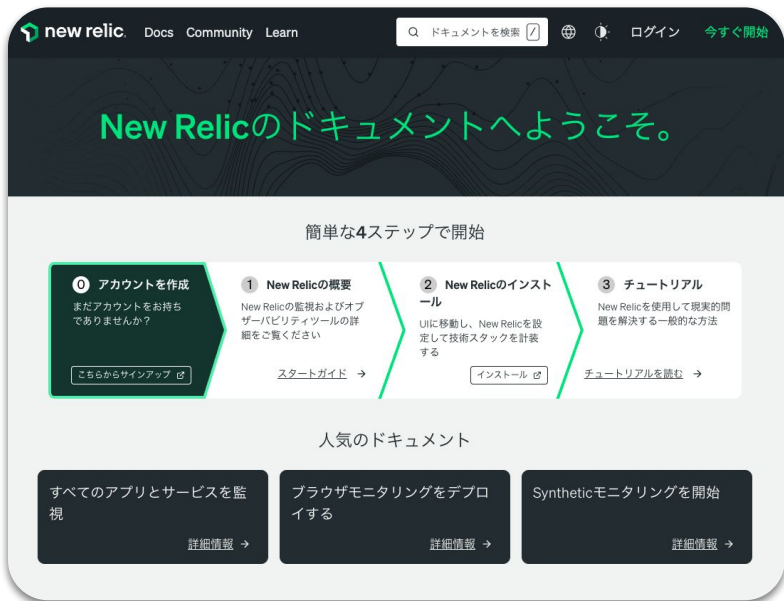 new relic. Docs Community Learn ドキュメントを検索 / ログイン 今すぐ開始
New Relicのドキュメントへようこそ。
簡単な4ステップで開始
0 アカウントを作成
まだアカウントをお持ち
でありませんか？
こちらからサインアップ
1 New Relicの概要
New Relicの監視およびオブ
ザーバビリティツールの詳
細をご覧ください
スタートガイド →
2 New Relicのインスト
ール
UIに移動し、New Relicを設
定して技術スタックを計装
する
インストール
3 チュートリアル
New Relicを使用して現実的問
題を解決する一般的な方法
チュートリアルを読む →
人気のドキュメント
すべてのアプリとサービスを監
視
詳細情報 →
ブラウザモニタリングをデプロ
イする
詳細情報 →
Syntheticモニタリングを開始
詳細情報 →